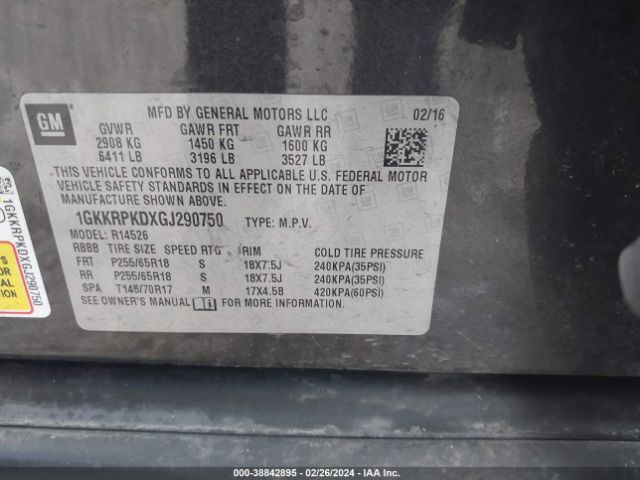 GM
MFD BY GENERAL MOTORS LLC 02/16
GVWR GAWR FRT GAWR RR
2908 KG 1450 KG 1600 KG
6411 LB 3196 LB 3527 LB
THIS VEHICLE CONFORMS TO ALL APPLICABLE U.S. FEDERAL MOTOR
VEHICLE SAFETY STANDARDS IN EFFECT ON THE DATE OF
MANUFACTURE SHOWN ABOVE.
1GKKRPKDXGJ290750 TYPE: M.P.V.
MODEL: R14526
RBBB TIRE SIZE SPEED RTG RIM COLD TIRE PRESSURE
FRT P255/65R18 S 18X7.5J 240KPA(35PSI)
RR P255/65R18 S 18X7.5J 240KPA(35PSI)
SPA T145/70R17 M 17X4.5B 420KPA(60PSI)
SEE OWNER'S MANUAL FOR MORE INFORMATION
1GKKRPKDXGJ290750
000-38842895 - 02/26/2024 - IAA Inc.